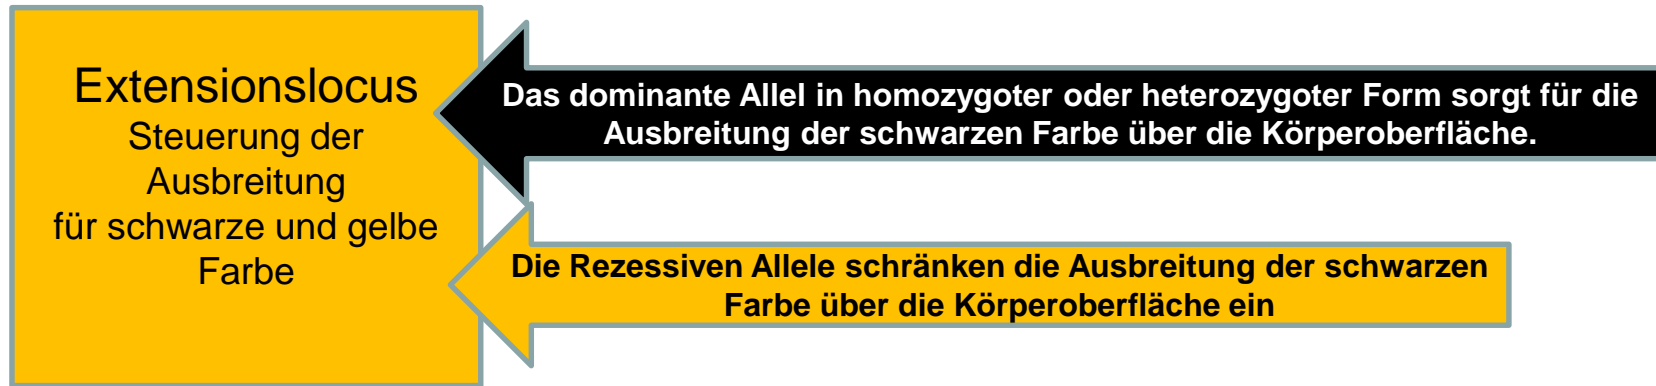 Extensionslocus
Steuerung der
Ausbreitung
für schwarze und gelbe
Farbe
Das dominante Allel in homozygoter oder heterozygoter Form sorgt für die
Ausbreitung der schwarzen Farbe über die Körperoberfläche.
Die Rezessiven Allele schränken die Ausbreitung der schwarzen
Farbe über die Körperoberfläche ein